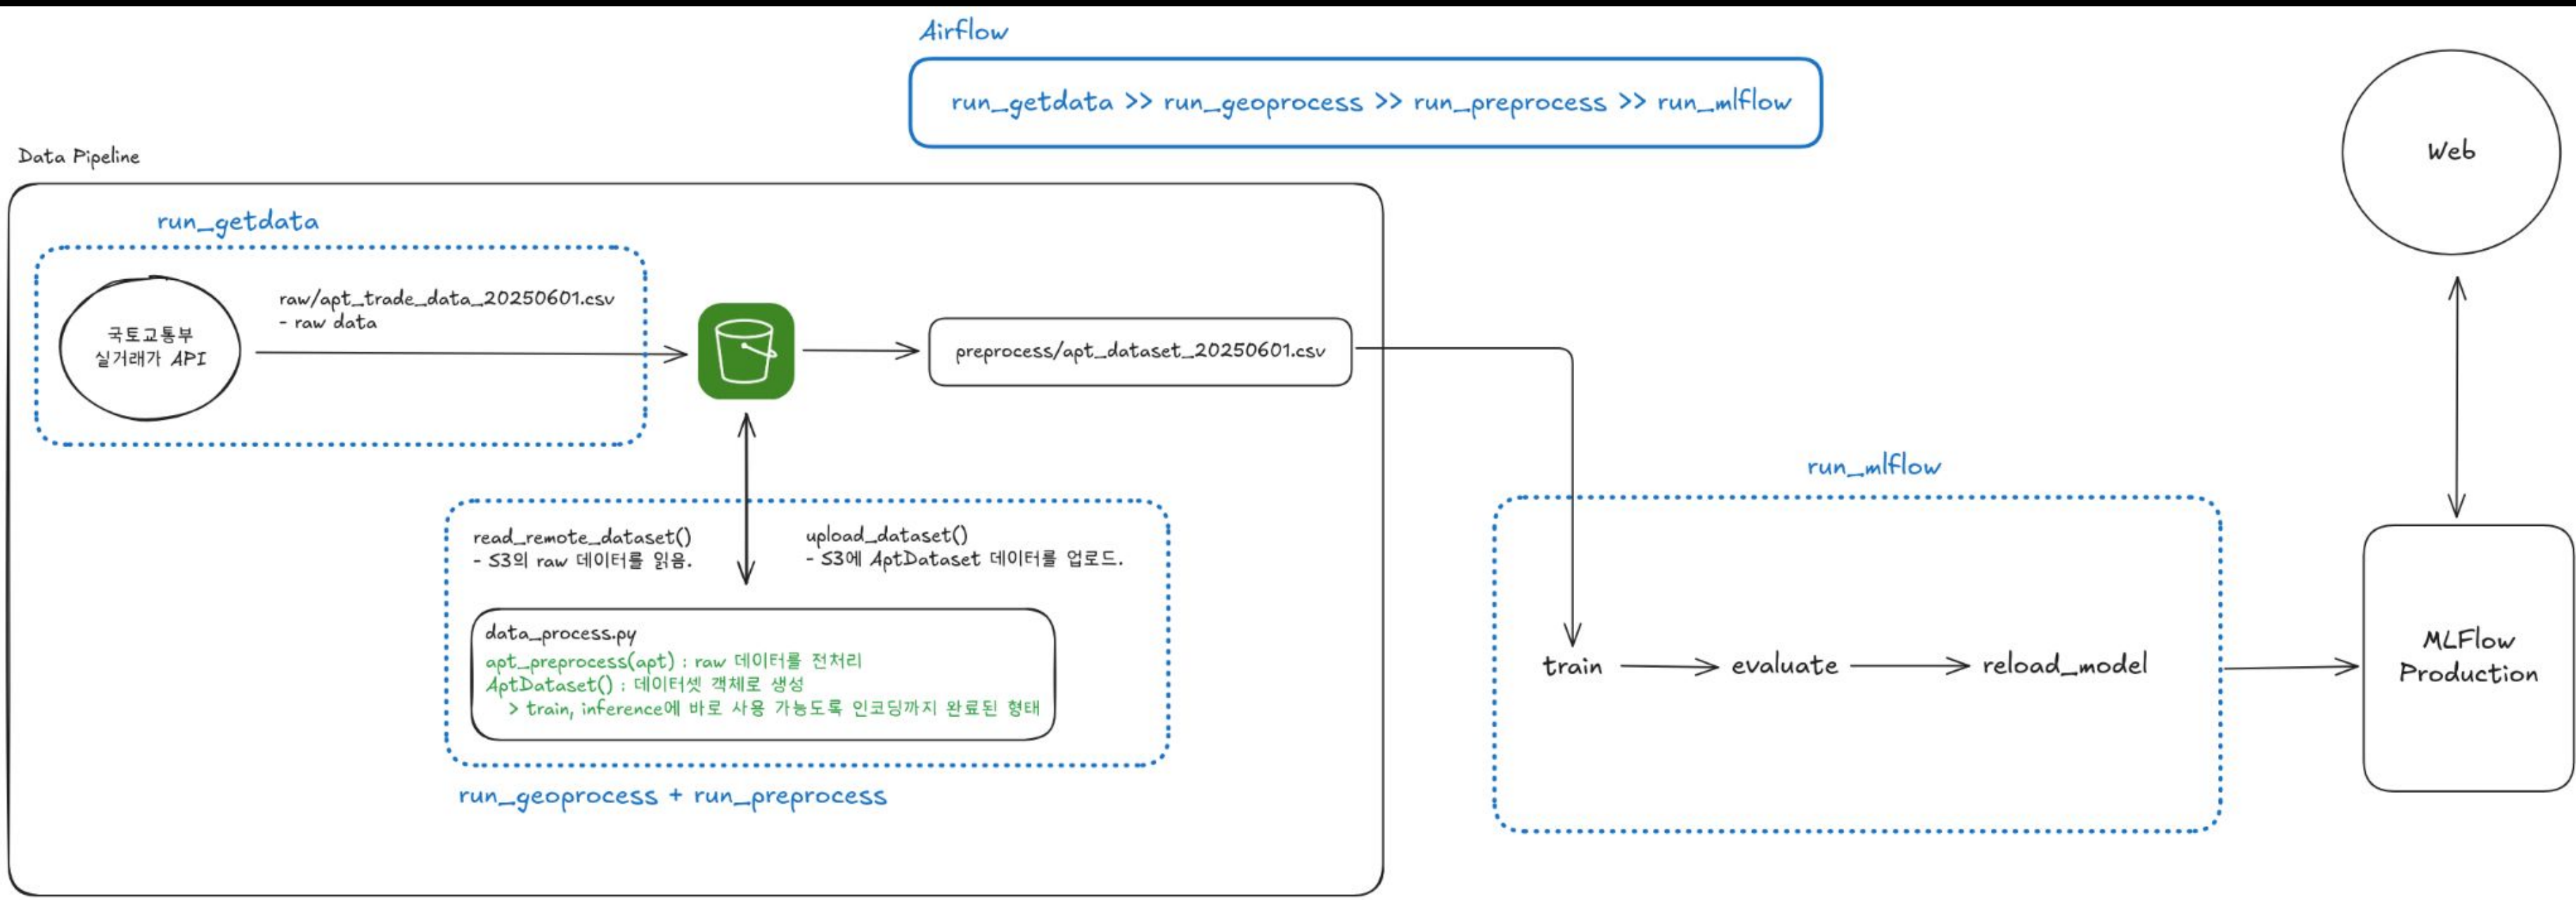 Airflow
run_getdata >> run_geoprocess >> run_preprocess >> run_mlflow
Web
Data Pipeline
run_getdata
국토교통부
실거래가 API
raw/apt_trade_data_20250601.csv
- raw data
preprocess/apt_dataset_20250601.csv
read_remote_dataset()
- S3의 raw 데이터를 읽음.
upload_dataset()
- S3에 AptDataset 데이터를 업로드.
data_process.py
apt_preprocess(apt) : raw 데이터를 전처리
AptDataset() : 데이터셋 객체로 생성
> train, inference에 바로 사용 가능도록 인코딩까지 완료된 형태
run_geoprocess + run_preprocess
run_mlflow
train
evaluate
reload_model
MLFlow
Production